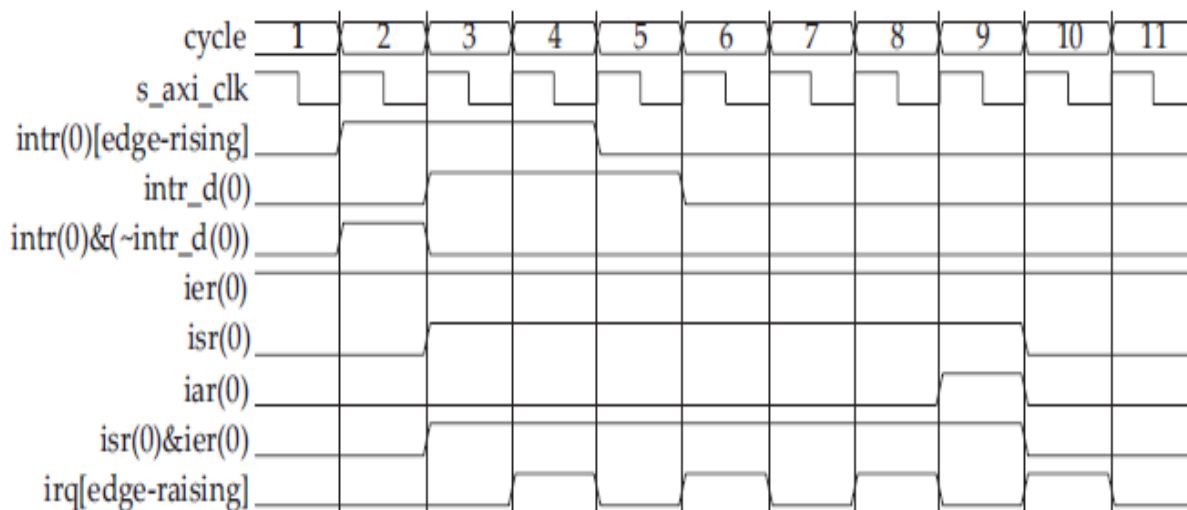 cycle 1 2 3 4 5 6 7 8 9 10 11
s_axi_clk
intr(0)[edge-rising]
intr_d(0)
intr(0)&(~intr_d(0))
ier(0)
isr(0)
iar(0)
isr(0)&ier(0)
irq[edge-raising]